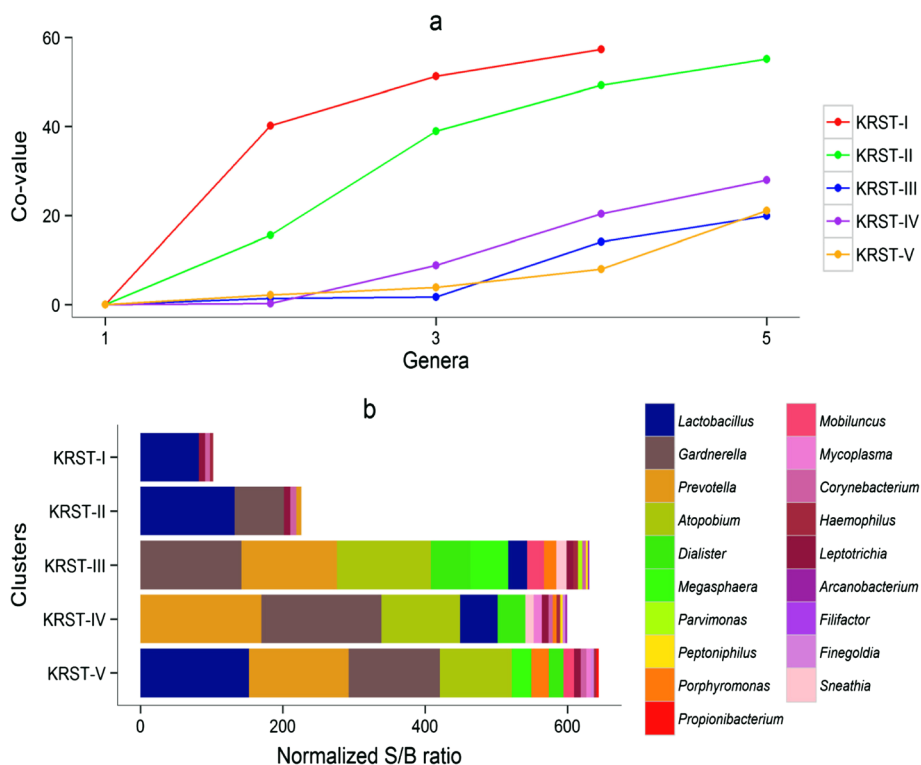 a
60
40
20
0
Co-value
1
3
5
Genera
KRST-I
KRST-II
KRST-III
KRST-IV
KRST-V
b
Clusters
KRST-I
KRST-II
KRST-III
KRST-IV
KRST-V
0
200
400
600
Normalized S/B ratio
Lactobacillus
Gardnerella
Prevotella
Atopobium
Dialister
Megasphaera
Parvimonas
Peptoniphilus
Porphyromonas
Propionibacterium
Mobiluncus
Mycoplasma
Corynebacterium
Haemophilus
Leptotrichia
Arcanobacterium
Filifactor
Finegoldia
Sneathia